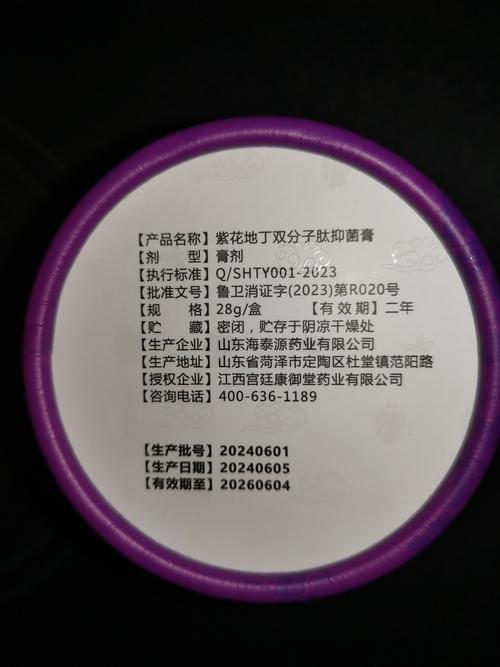 【产品名称】紫花地丁双分子肽抑菌膏
【剂 型】膏剂
【执行标准】Q/SHTY001-2023
【批准文号】鲁卫消证字(2023)第R020号
【规 格】28g/盒 【有效期】二年
【贮 藏】密闭，贮存于阴凉干燥处
【生产企业】山东海泰源药业有限公司
【生产地址】山东省菏泽市定陶区杜堂镇范阳路
【授权企业】江西宫廷康御堂药业有限公司
【咨询电话】400-636-1189
【生产批号】20240601
【生产日期】20240605
【有效期至】20260604